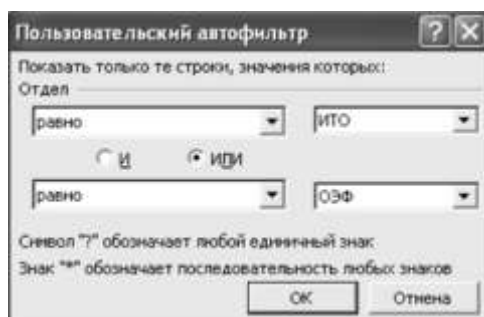 Пользовательский автофильтр
Показать только те строки, значения которых:
Отдел
равно ИТО
И ИЛИ
равно ОЭФ
Символ "?" обозначает любой единичный знак
Знак "*" обозначает последовательность любых знаков
ОК Отмена